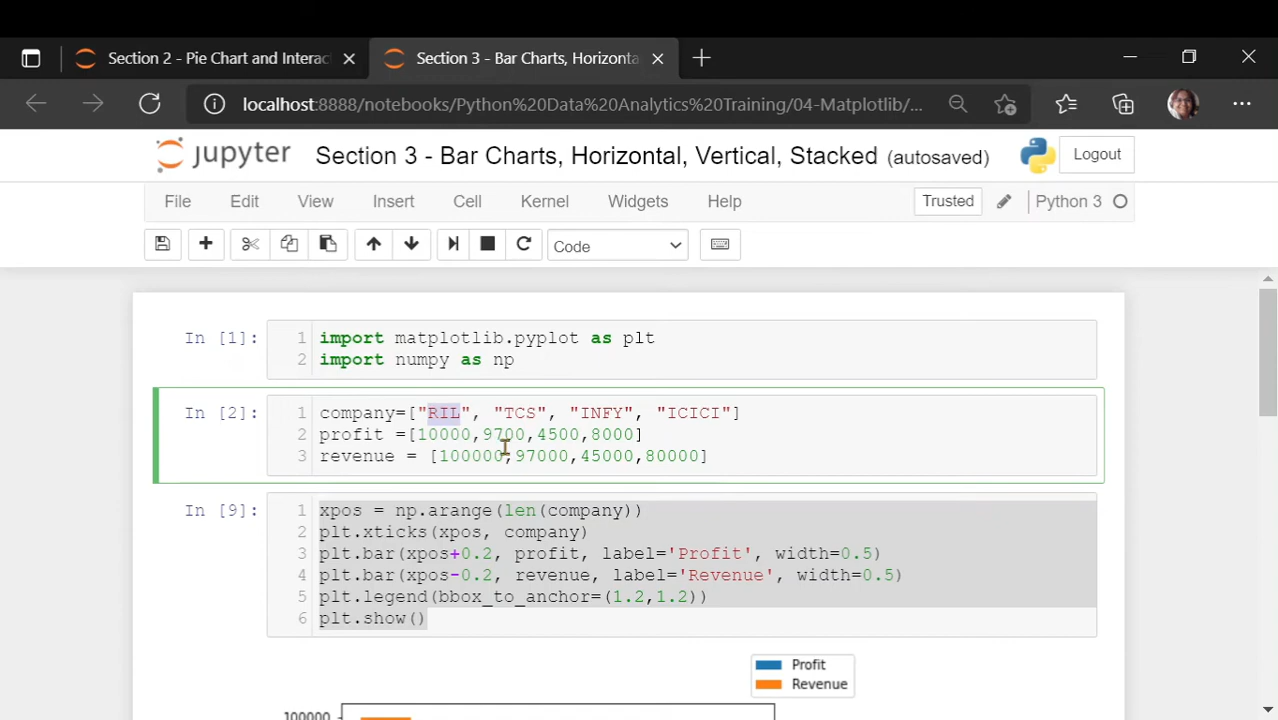 Section 2 - Pie Chart and Interac
Section 3 - Bar Charts, Horizonta
localhost:8888/notebooks/Python%20Data%20Analytics%20Training/04-Matplotlib/...
jupyter Section 3 - Bar Charts, Horizontal, Vertical, Stacked (autosaved) Logout
File Edit View Insert Cell Kernel Widgets Help Trusted Python 3
Code
In [1]: 1 import matplotlib.pyplot as plt
2 import numpy as np
In [2]: 1 company=["RIL", "TCS", "INFY", "ICICI"]
2 profit =[10000,9700,4500,8000]
3 revenue = [100000,97000,45000,80000]
In [9]: 1 xpos = np.arange(len(company))
2 plt.xticks(xpos, company)
3 plt.bar(xpos+0.2, profit, label='Profit', width=0.5)
4 plt.bar(xpos-0.2, revenue, label='Revenue', width=0.5)
5 plt.legend(bbox_to_anchor=(1.2,1.2))
6 plt.show()
Profit
Revenue
100000